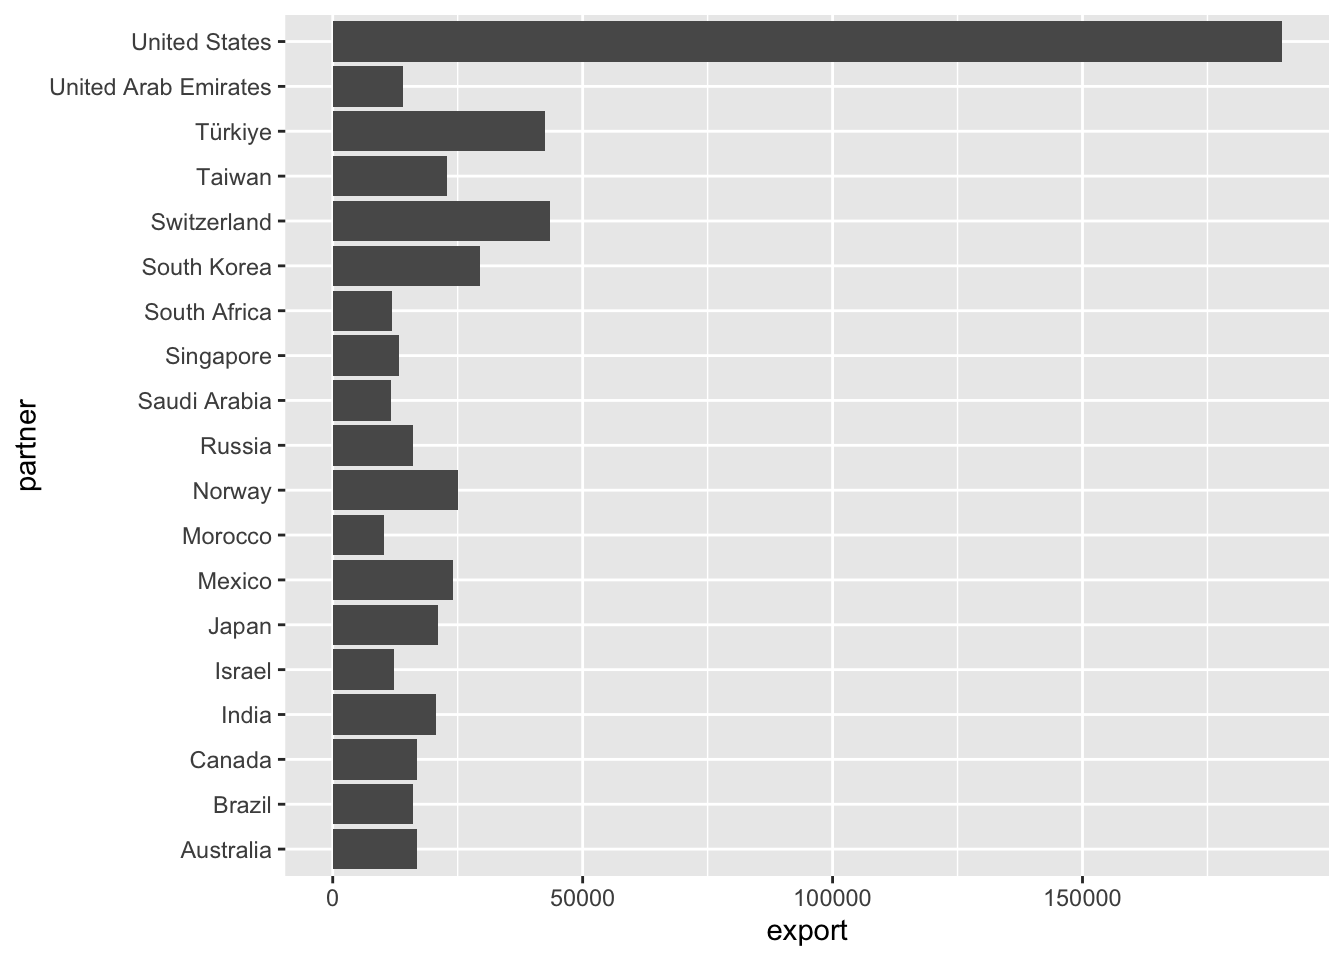 United States
United Arab Emirates
Türkiye
Taiwan
Switzerland
South Korea
South Africa
Singapore
Saudi Arabia
Russia
Norway
Morocco
Mexico
Japan
Israel
India
Canada
Brazil
Australia
partner
0 50000 100000 150000
export